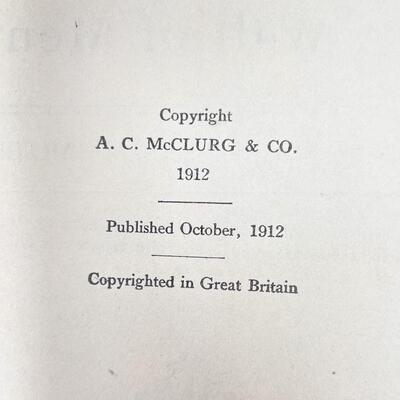 Copyright
A. C. McCLURG & CO.
1912
Published October, 1912
Copyrighted in Great Britain